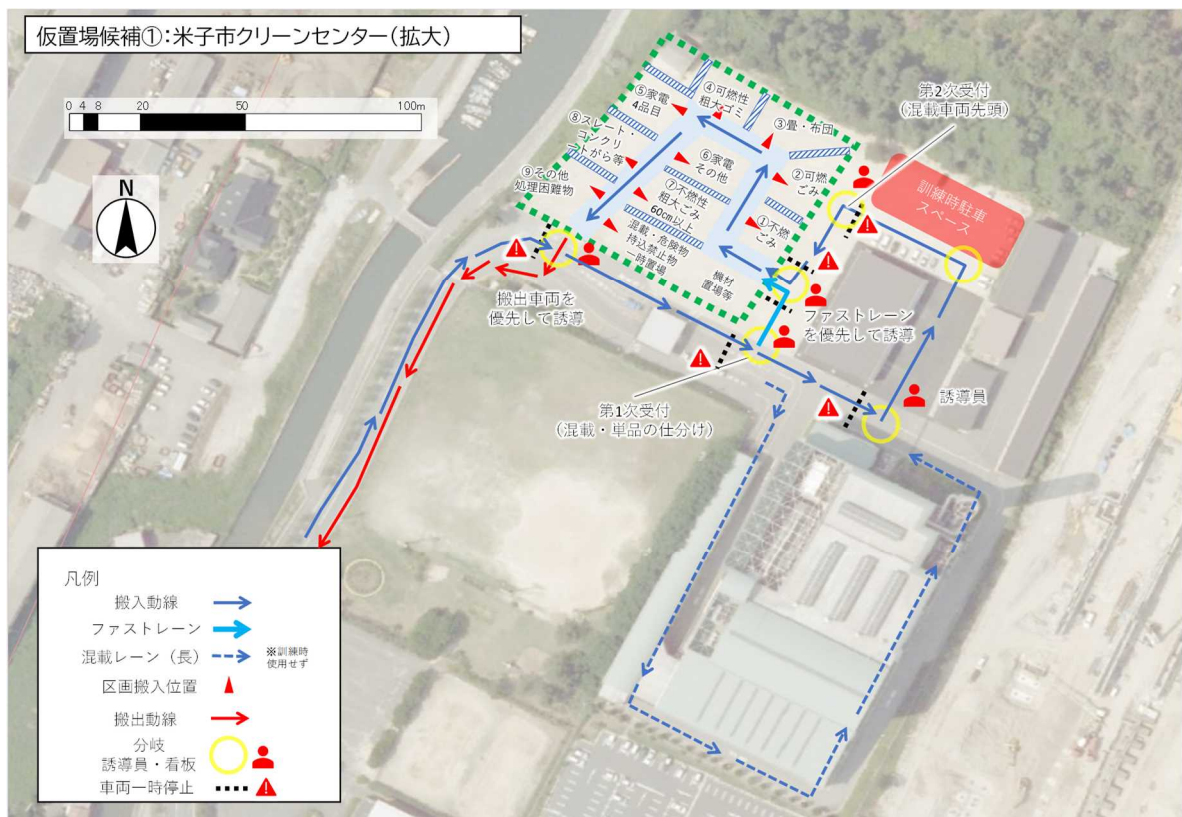 仮置場候補①:米子市クリーンセンター(拡大)
0 4 8 20 50 100m
N
第2次受付
(混載車両先頭)
④可燃性
粗大ゴミ
⑤家電
4品目
③畳・布団
⑧スレート・
コンクリ
ートがら等
⑥家電
その他
②可燃
ごみ
⑨その他
処理困難物
⑦不燃性
粗大ごみ
60cm以上
①不燃
ごみ
混載・危険物
持込禁止物
一時置場
機材
置場等
訓練時駐車
スペース
搬出車両を
優先して誘導
ファストレーン
を優先して誘導
第1次受付
(混載・単品の仕分け)
誘導員
凡例
搬入動線
ファストレーン
混載レーン(長)
※訓練時
使用せず
区画搬入位置
搬出動線
分岐
誘導員・看板
車両一時停止